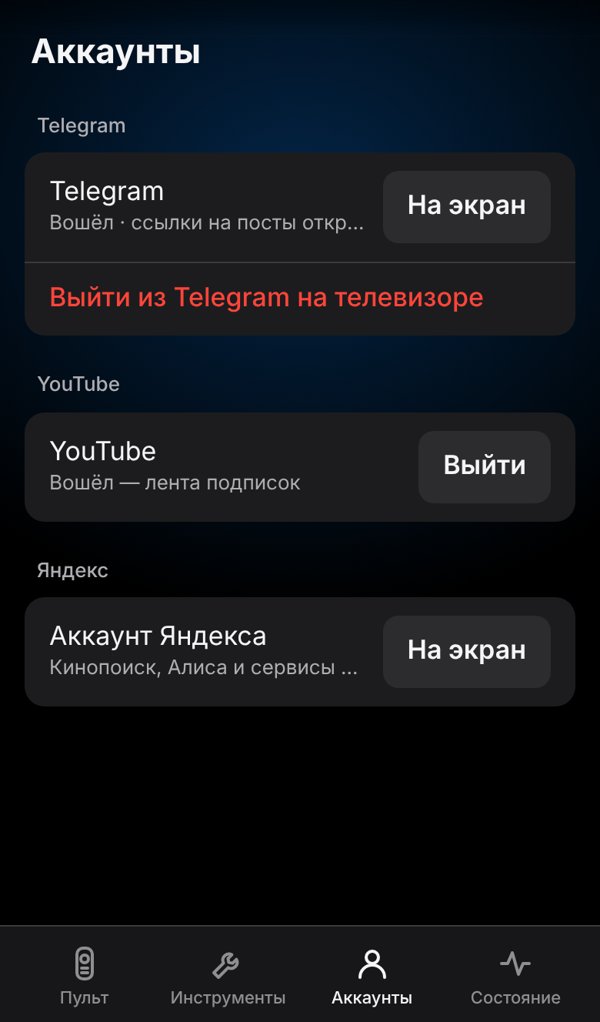 Аккаунты
Telegram
Telegram
Вошёл · ссылки на посты откр...
На экран
Выйти из Telegram на телевизоре
YouTube
YouTube
Вошёл — лента подписок
Выйти
Яндекс
Аккаунт Яндекса
Кинопоиск, Алиса и сервисы ...
На экран
Пульт
Инструменты
Аккаунты
Состояние